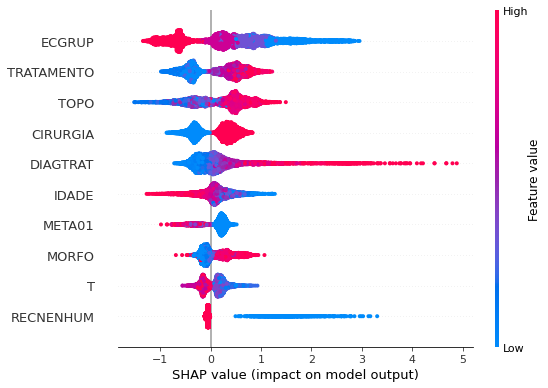 High
ECGRUP
TRATAMENTO
TOPO
CIRURGIA
DIAGTRAT
IDADE
META01
MORFO
T
RECNENHUM
Feature value
Low
−1 0 1 2 3 4 5
SHAP value (impact on model output)